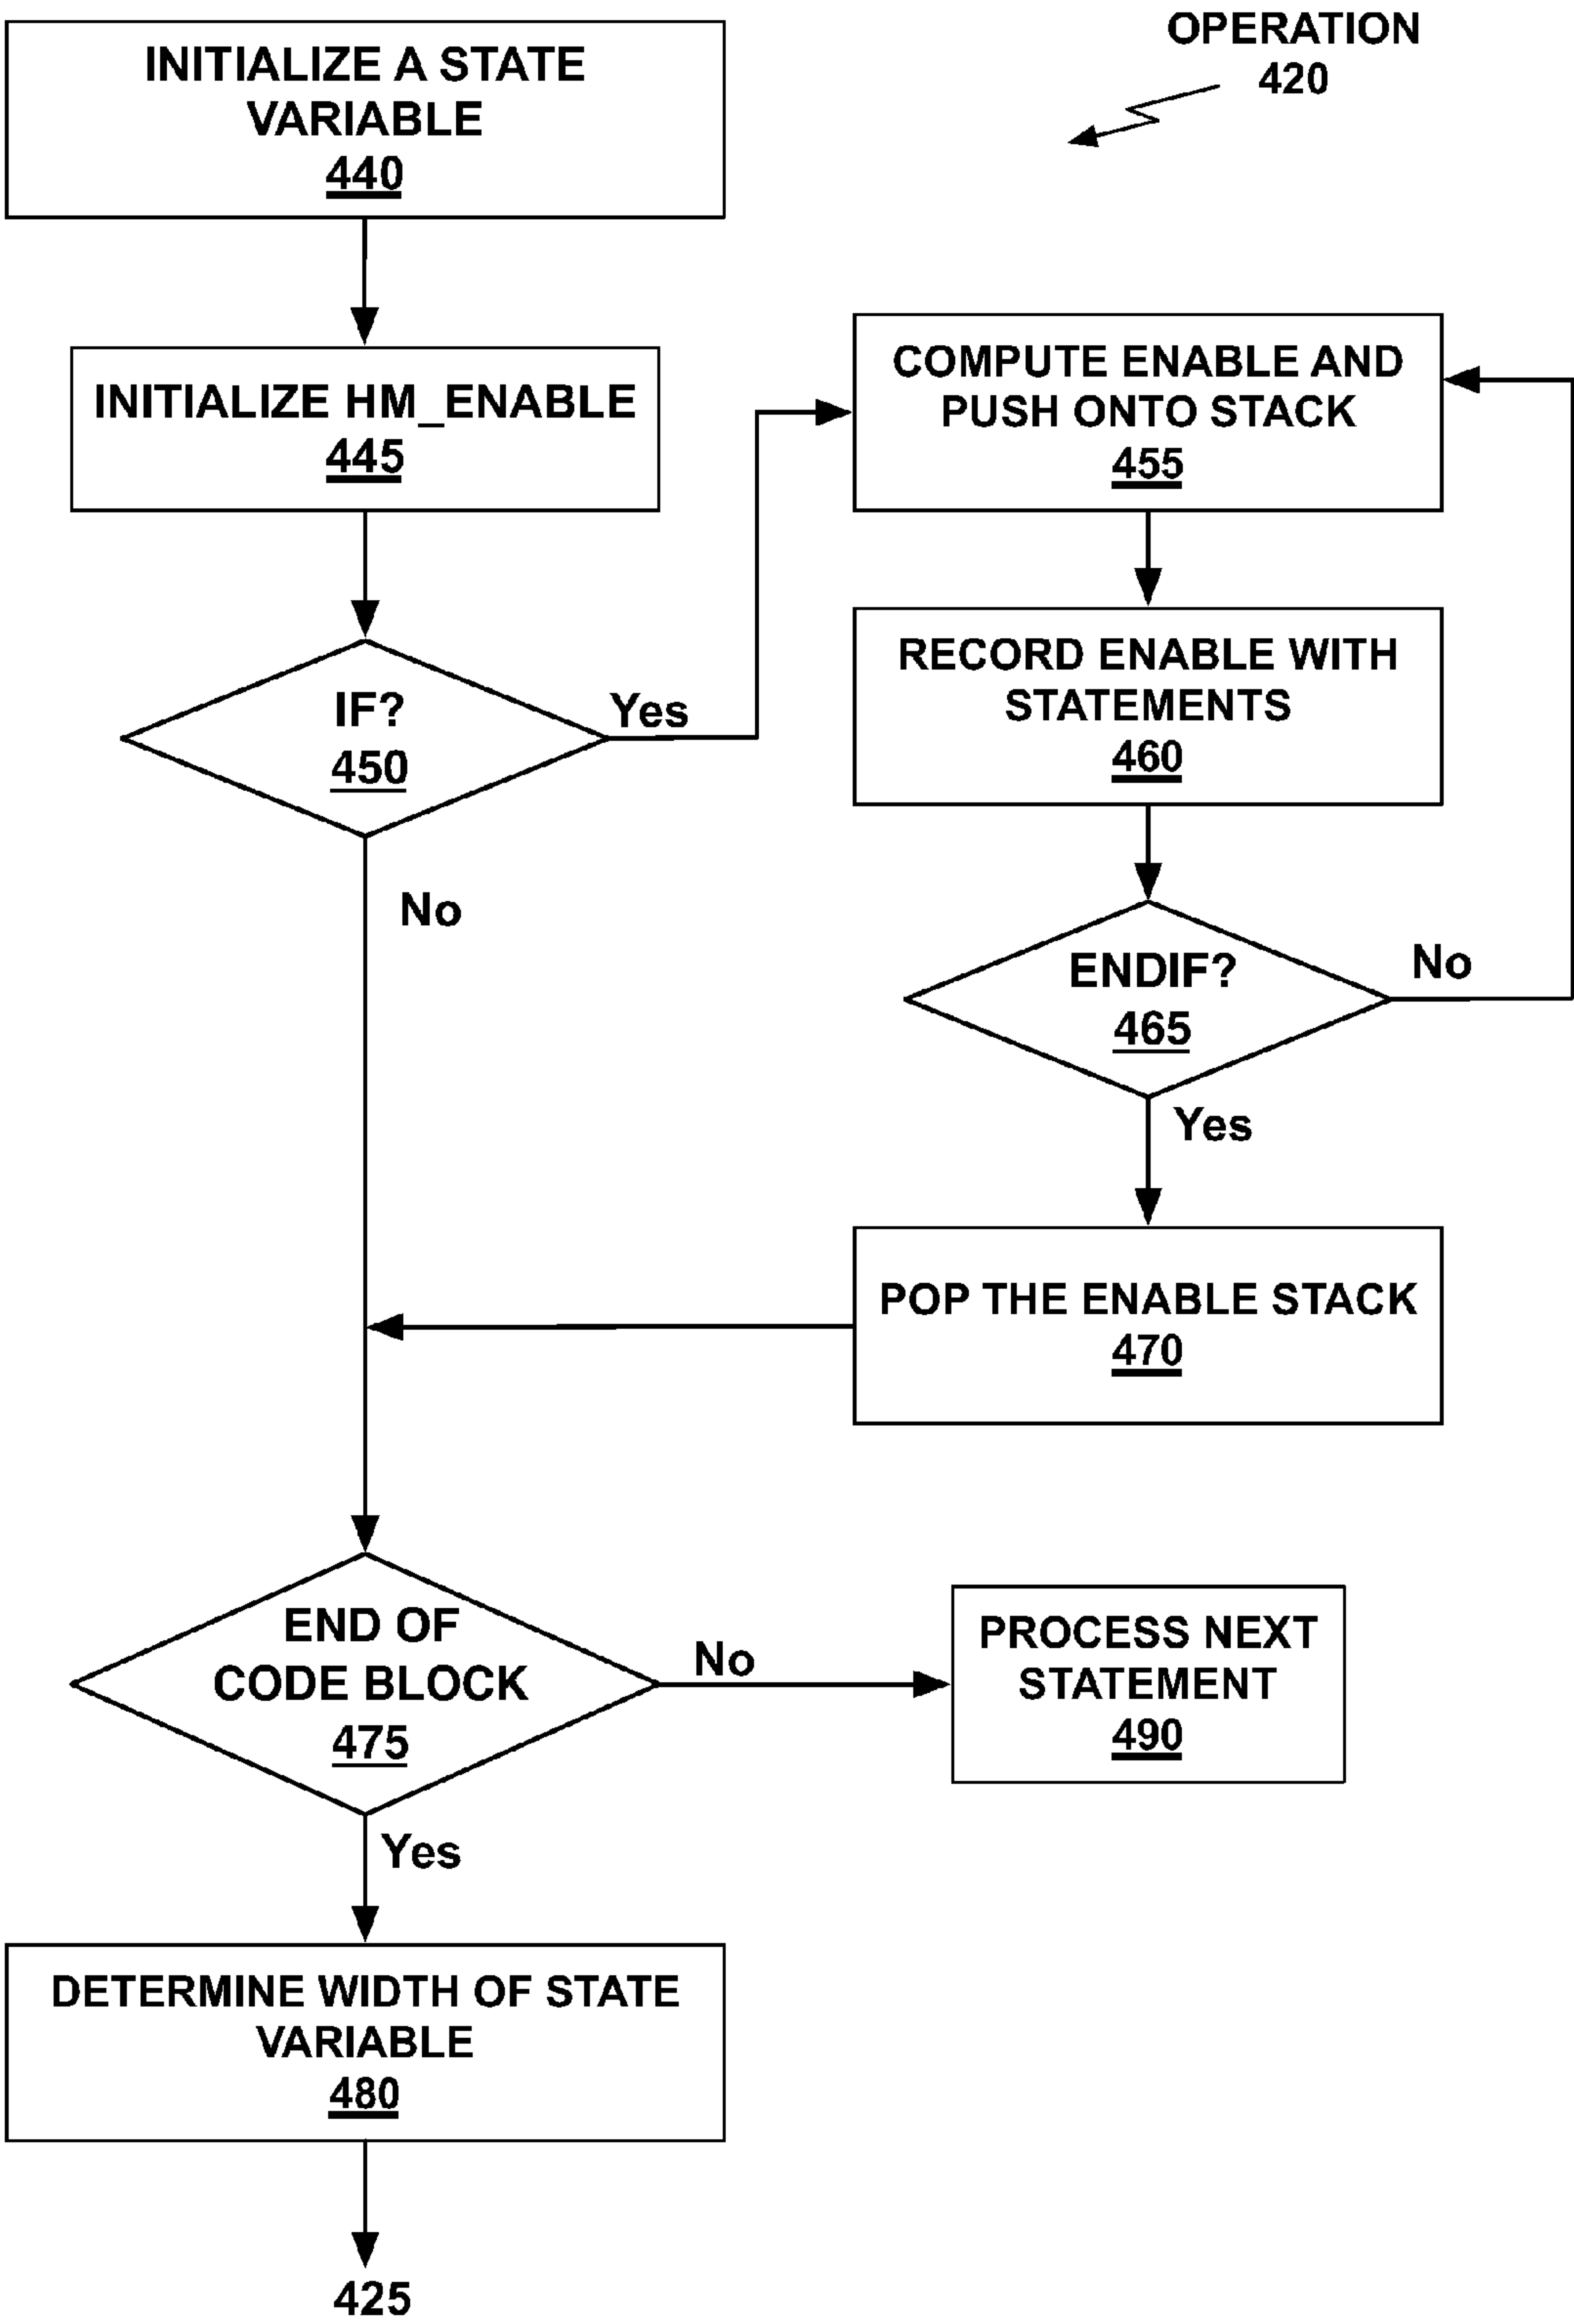 OPERATION
420
INITIALIZE A STATE
VARIABLE
440
INITIALIZE HM_ENABLE
445
IF?
450
Yes
No
COMPUTE ENABLE AND
PUSH ONTO STACK
455
RECORD ENABLE WITH
STATEMENTS
460
ENDIF?
465
No
Yes
POP THE ENABLE STACK
470
END OF
CODE BLOCK
475
No
PROCESS NEXT
STATEMENT
490
Yes
DETERMINE WIDTH OF STATE
VARIABLE
480
425